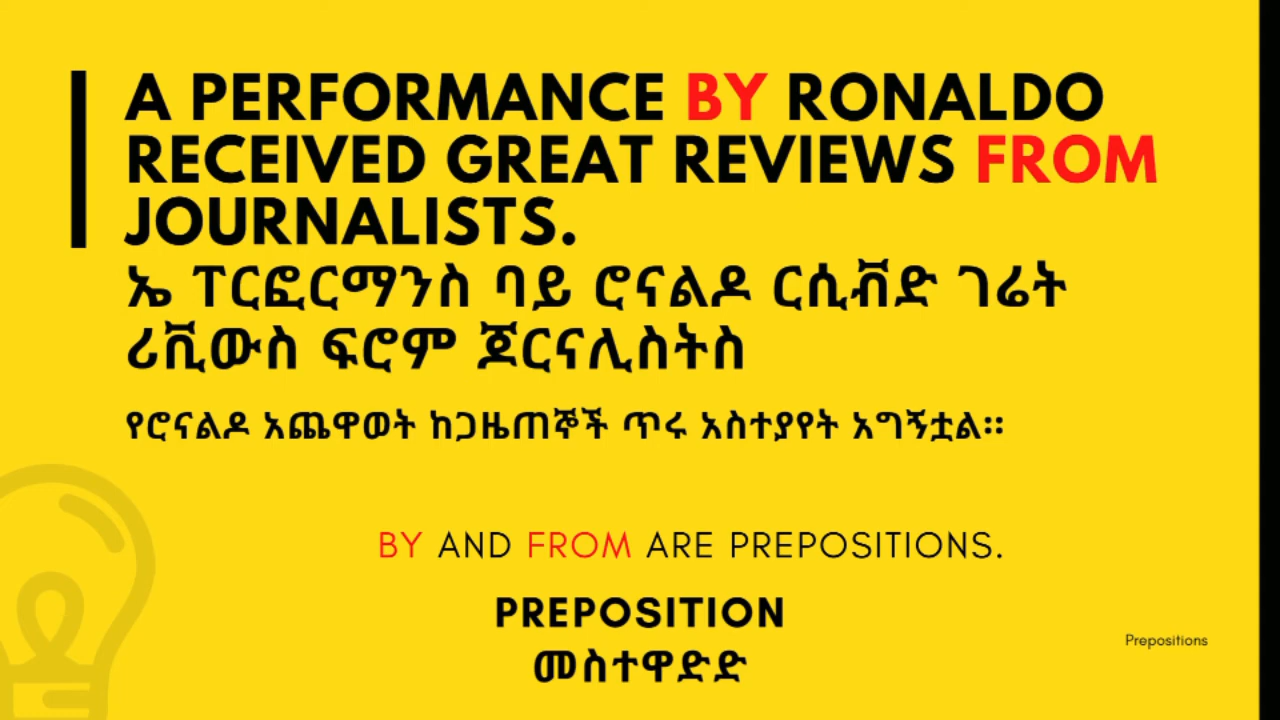 A PERFORMANCE BY RONALDO
RECEIVED GREAT REVIEWS FROM
JOURNALISTS.
ኤ ፐርፎርማንስ ባይ ሮናልዶ ርሲቭድ ገሬት
ሪቪውስ ፍሮም ጆርናሊስትስ
የሮናልዶ አጨዋወት ከጋዜጠኞች ጥሩ አስተያየት አግኝቷል።
BY AND FROM ARE PREPOSITIONS.
PREPOSITION
Prepositions
መስተዋድድ